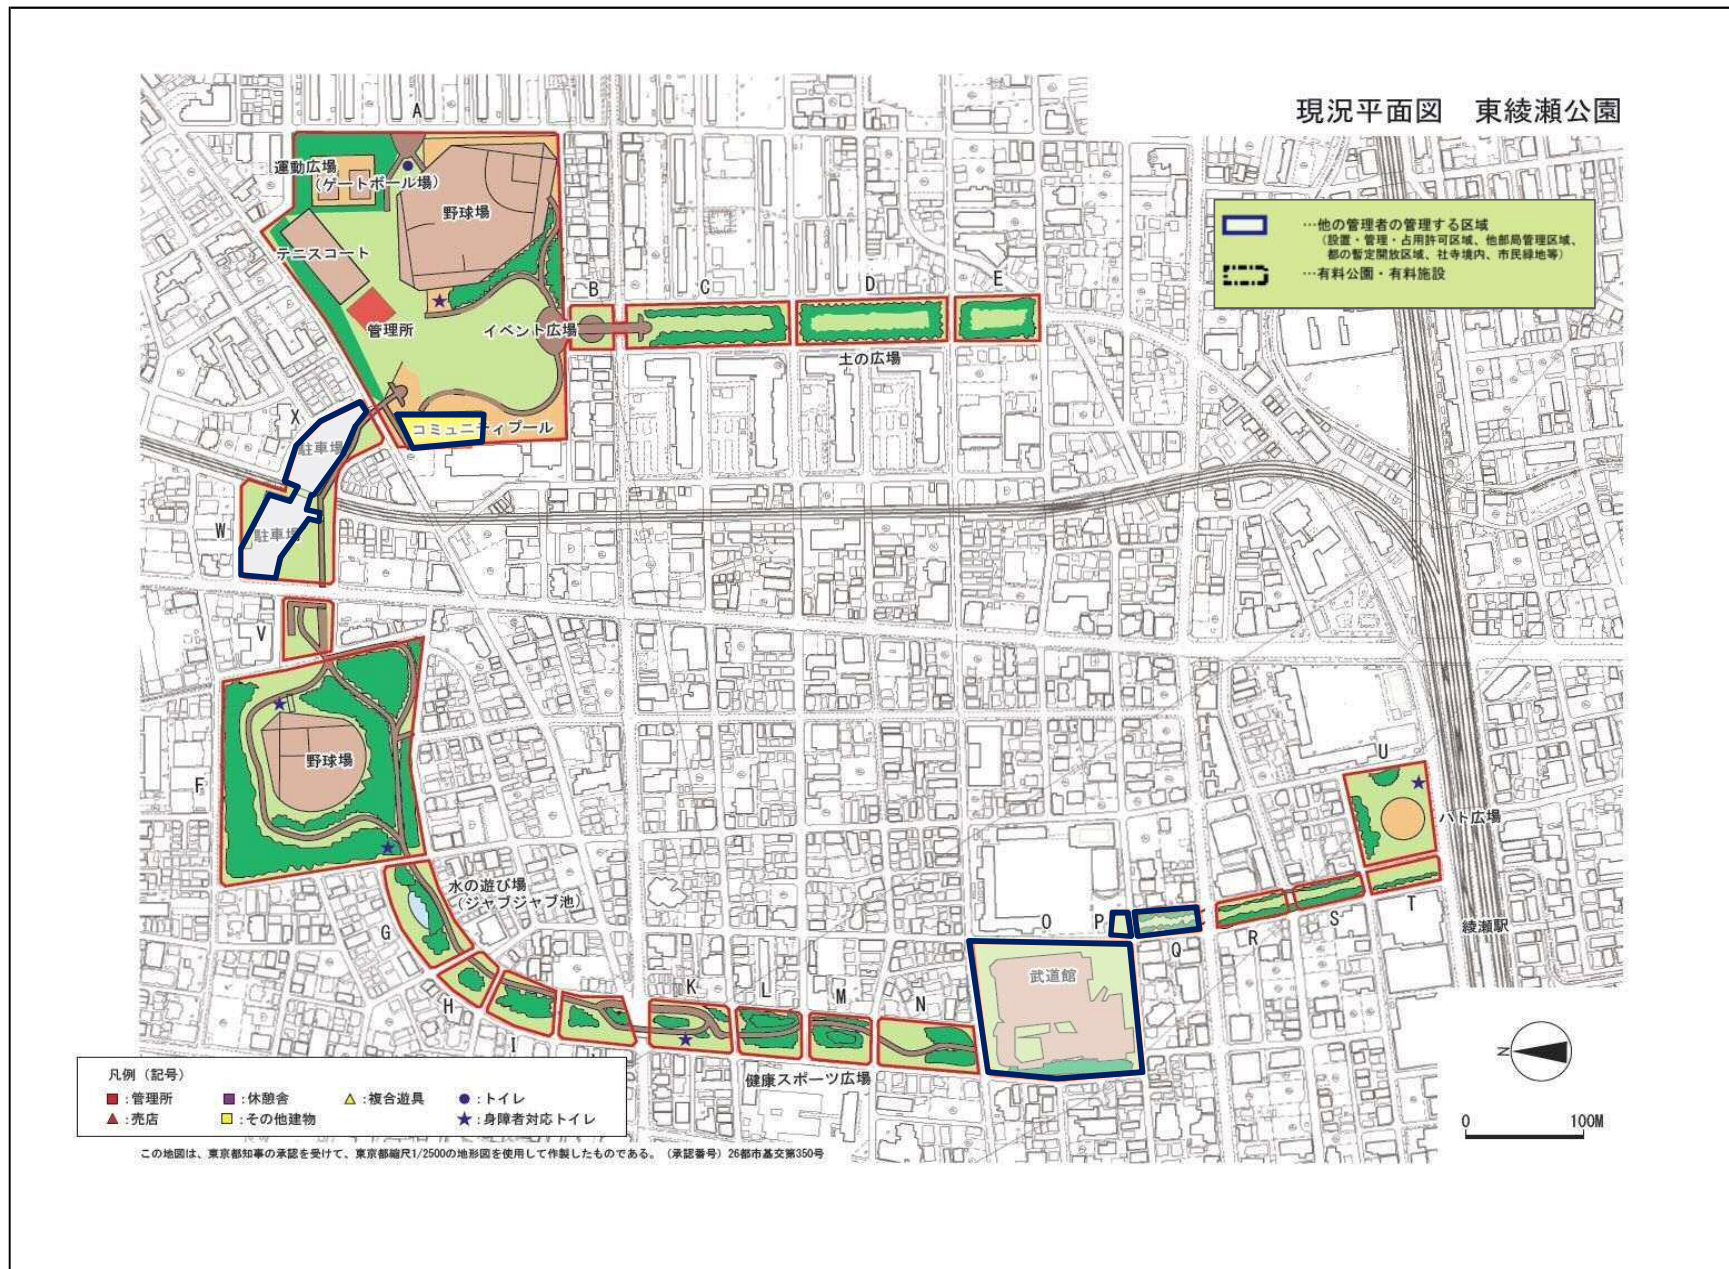 現況平面図　東綾瀬公園
…他の管理者の管理する区域
（設置・管理・占用許可区域、他部局管理区域、
都の暫定開放区域、社寺境内、市民緑地等）
…有料公園・有料施設
A
運動広場
（ゲートボール場）
野球場
テニスコート
管理所
イベント広場
B
C
D
E
土の広場
コミュニティプール
X
駐車場
W
駐車場
V
野球場
F
水の遊び場
（ジャブジャブ池）
G
H
I
K
L
M
N
健康スポーツ広場
O
武道館
P
Q
R
S
T
U
ハト広場
綾瀬駅
N
0
100M
凡例（記号）
：管理所
：休憩舎
：複合遊具
：トイレ
：売店
：その他建物
：身障者対応トイレ
この地図は、東京都知事の承認を受けて、東京都縮尺1/2500の地形図を使用して作製したものである。（承認番号）26都市基交第350号